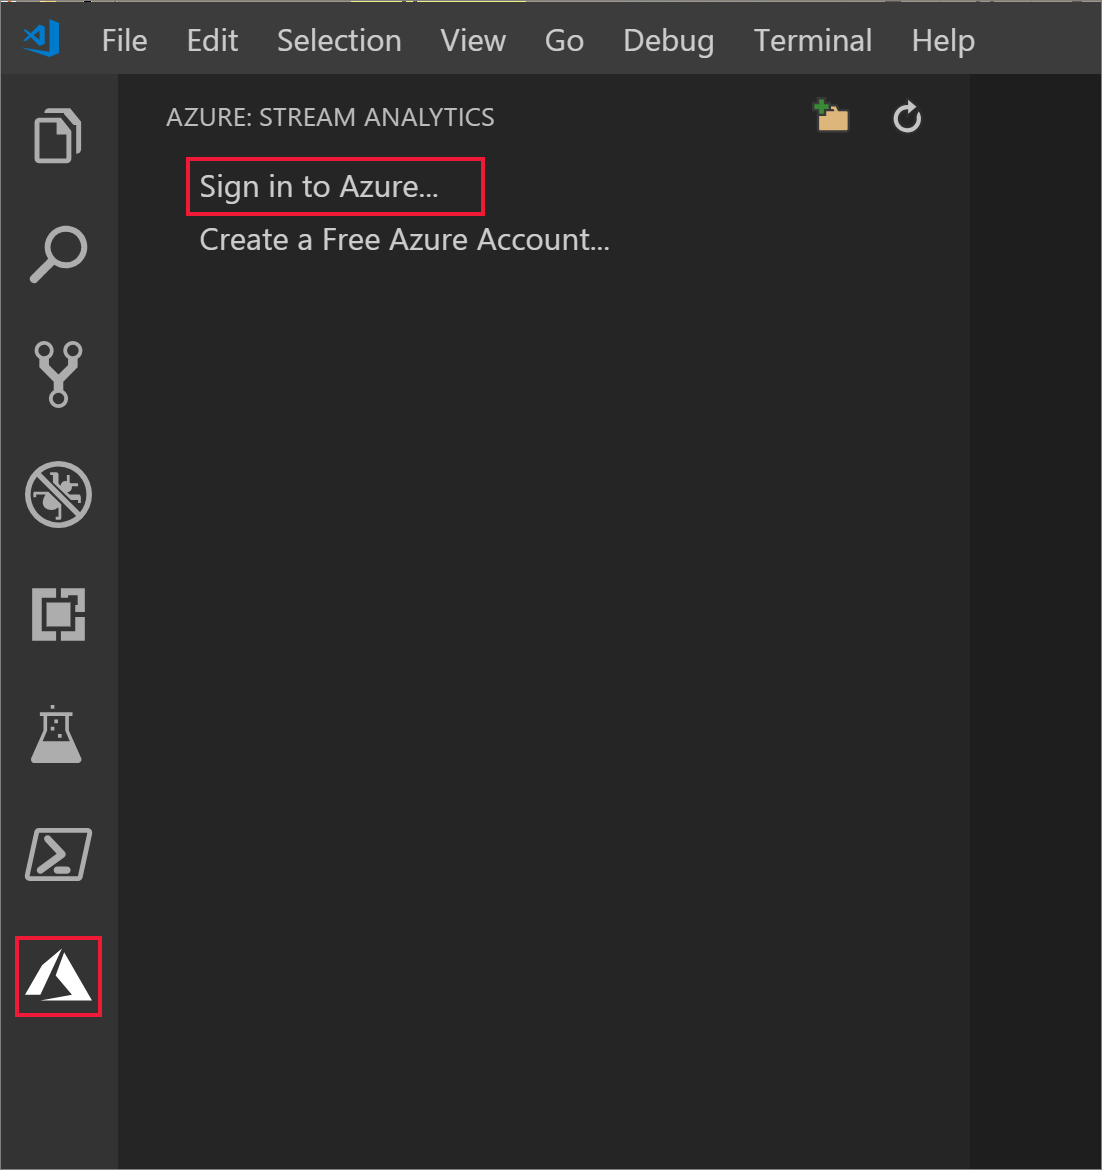 File Edit Selection View Go Debug Terminal Help
AZURE: STREAM ANALYTICS
Sign in to Azure...
Create a Free Azure Account...